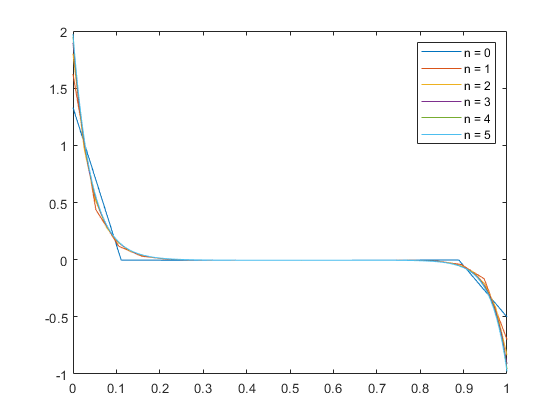 2
1.5
1
0.5
0
-0.5
-1
0 0.1 0.2 0.3 0.4 0.5 0.6 0.7 0.8 0.9 1
n = 0
n = 1
n = 2
n = 3
n = 4
n = 5